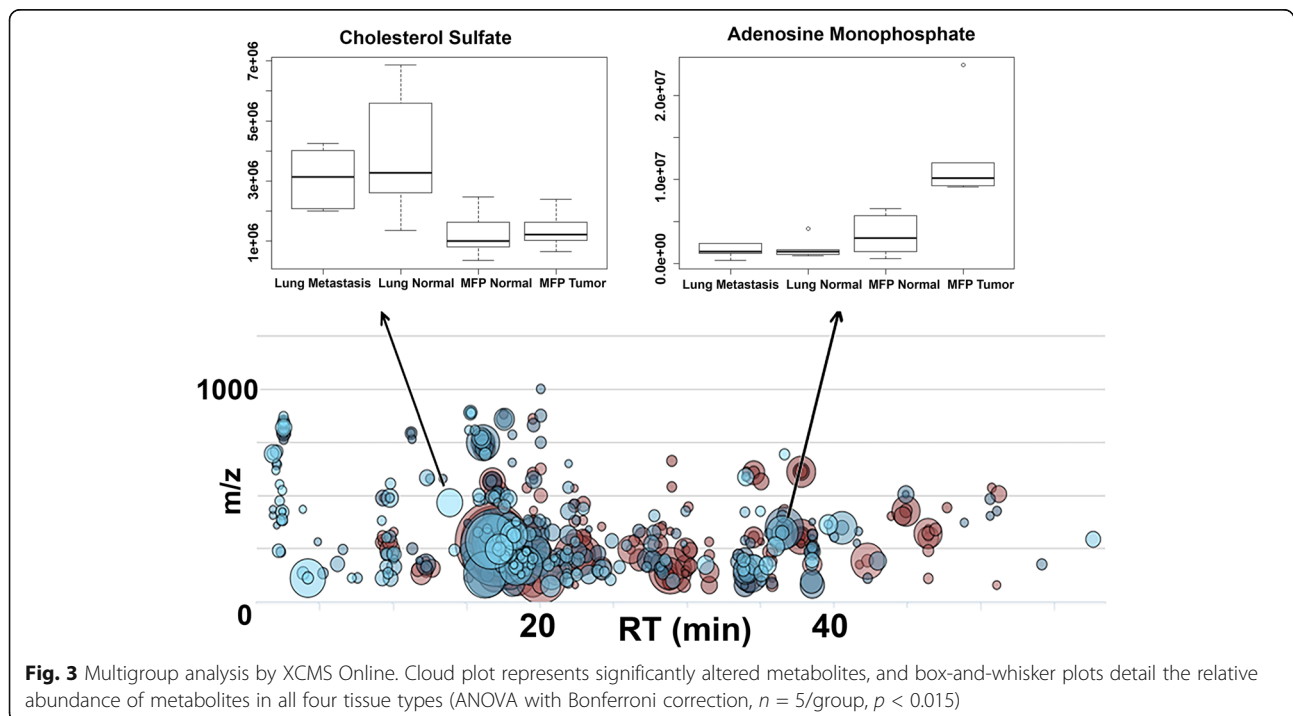 Cholesterol Sulfate
7e+06
5e+06
3e+06
1e+06
Lung Metastasis Lung Normal MFP Normal MFP Tumor
Adenosine Monophosphate
2.0e+07
1.0e+07
0.0e+00
Lung Metastasis Lung Normal MFP Normal MFP Tumor
1000
m/z
0
20 RT (min) 40
Fig. 3 Multigroup analysis by XCMS Online. Cloud plot represents significantly altered metabolites, and box-and-whisker plots detail the relative
abundance of metabolites in all four tissue types (ANOVA with Bonferroni correction, n = 5/group, p < 0.015)